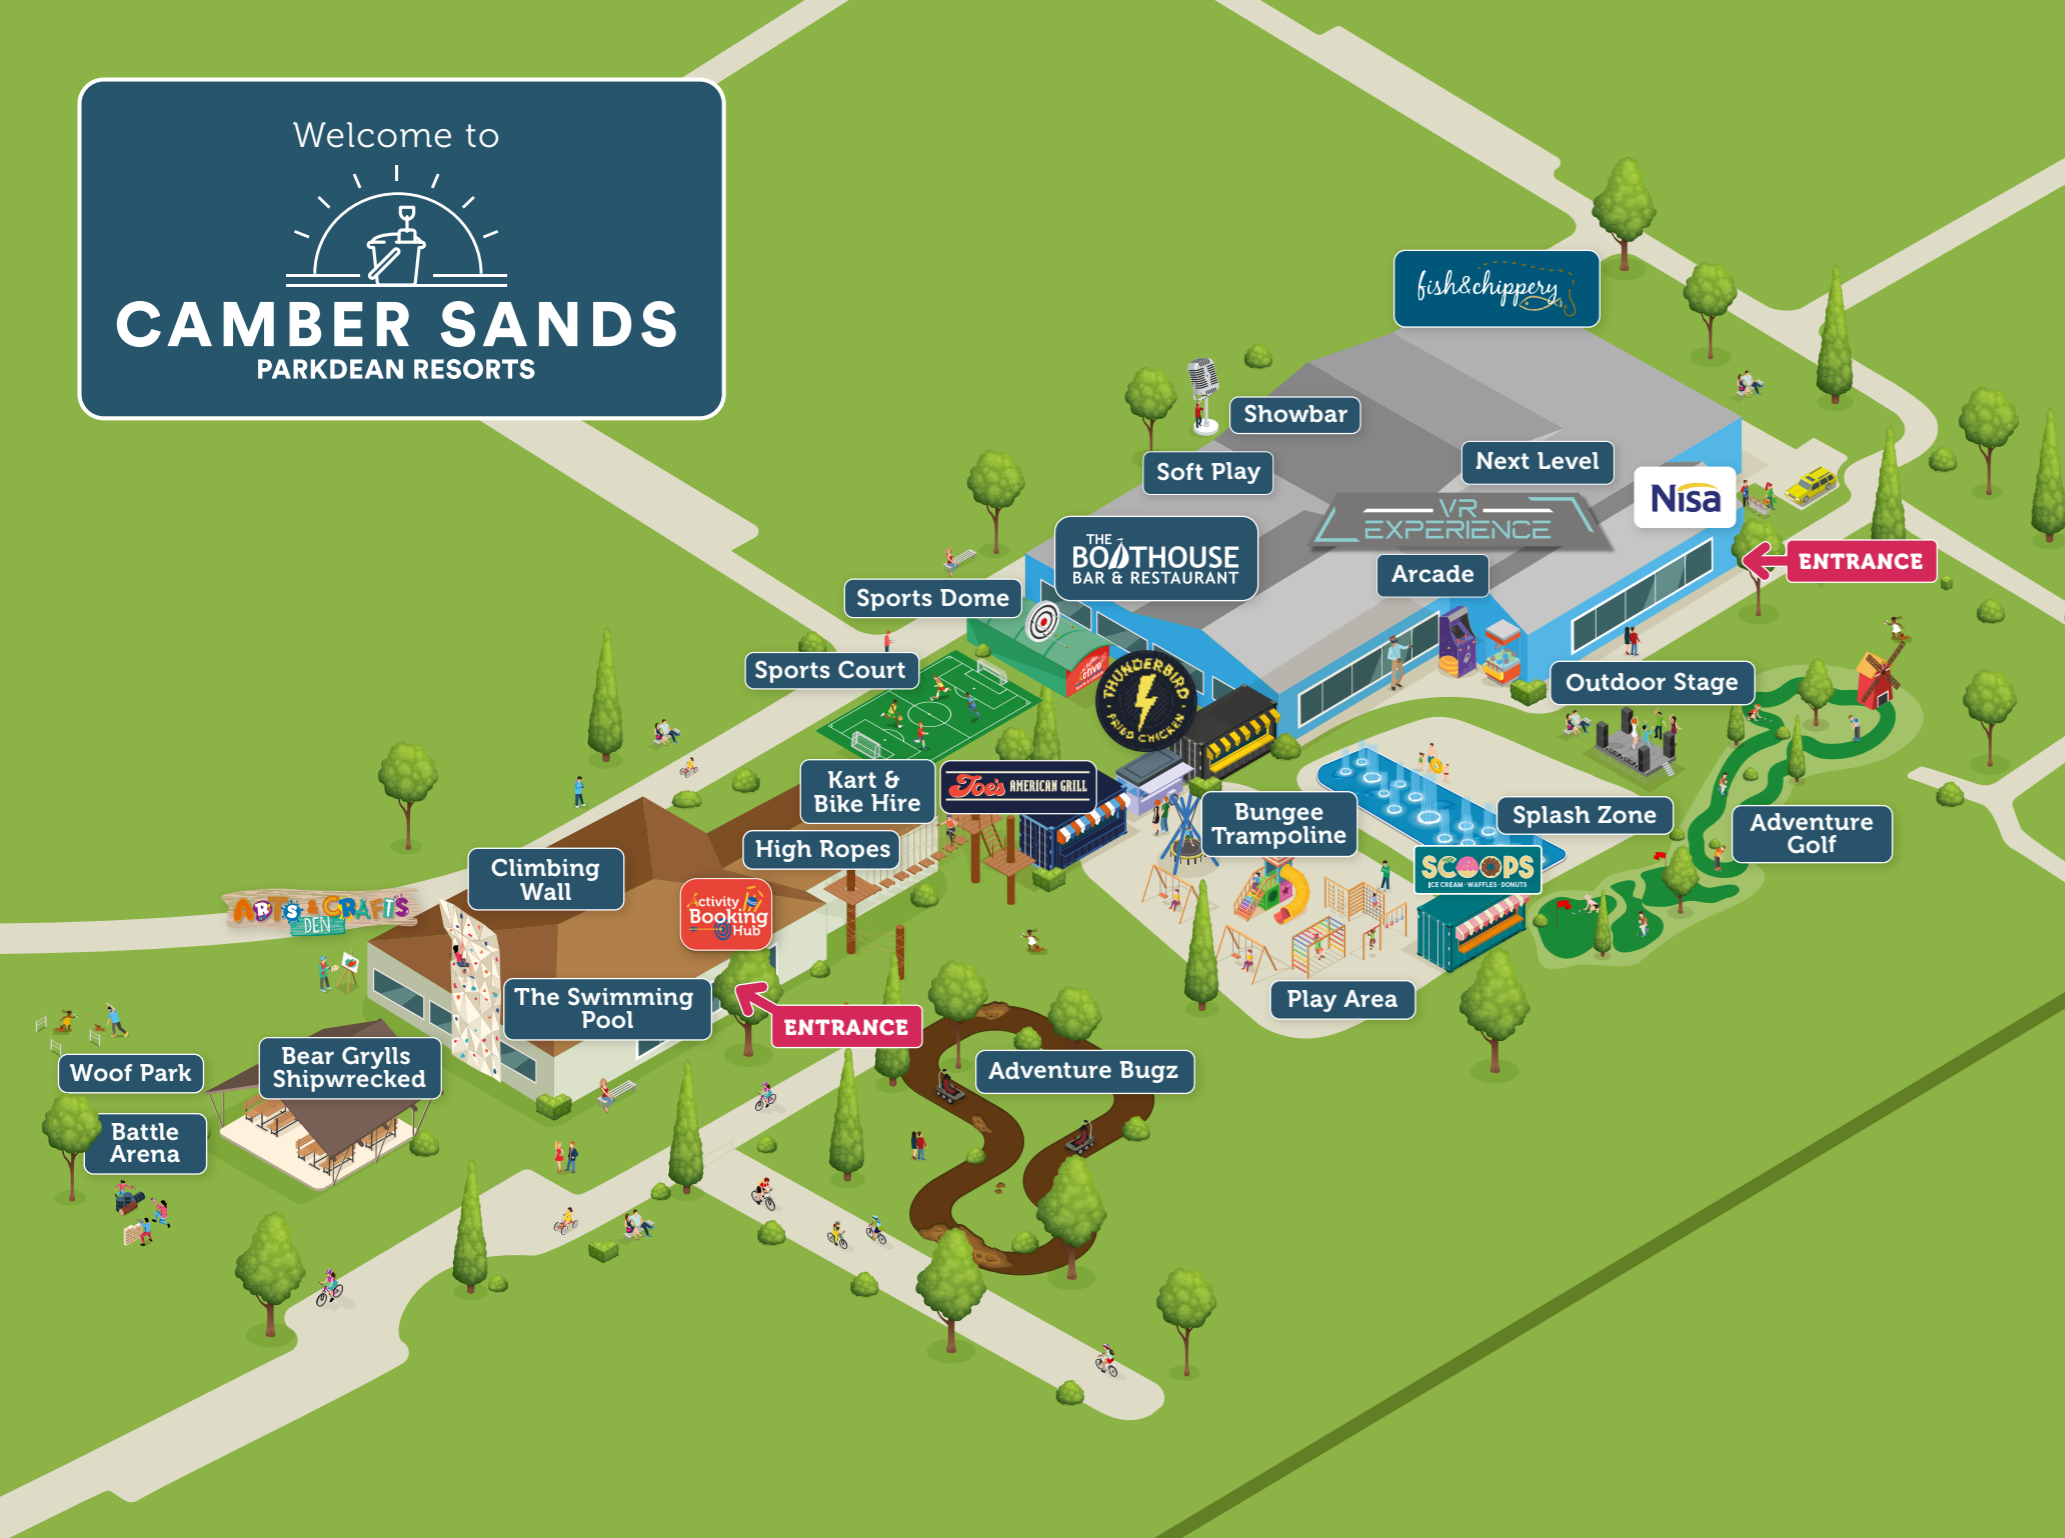 Welcome to
CAMBER SANDS
PARKDEAN RESORTS
fish&chippery
Showbar
Soft Play
Next Level
Nisa
VR
EXPERIENCE
THE
BOATHOUSE
BAR & RESTAURANT
Arcade
ENTRANCE
Sports Dome
Sports Court
THUNDERBIRD
FRIED CHICKEN
Outdoor Stage
Kart &
Bike Hire
Joe's AMERICAN GRILL
High Ropes
Bungee
Trampoline
Splash Zone
Adventure
Golf
SCOOPS
ICE CREAM · WAFFLES · DONUTS
Climbing
Wall
ARTS & CRAFTS
DEN
Activity
Booking
Hub
The Swimming
Pool
ENTRANCE
Play Area
Woof Park
Bear Grylls
Shipwrecked
Adventure Bugz
Battle
Arena